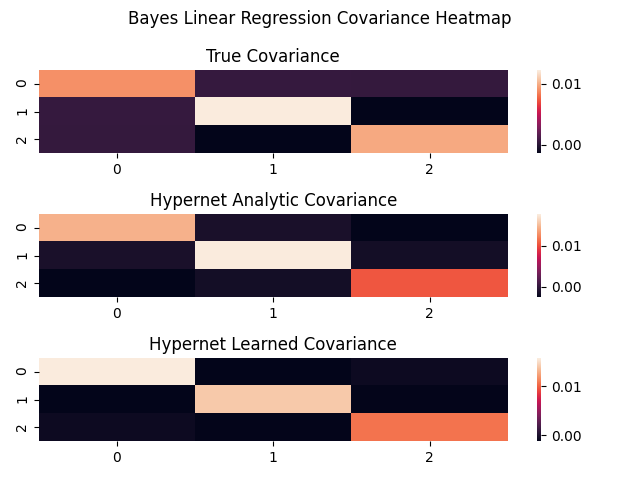 Bayes Linear Regression Covariance Heatmap
True Covariance
0
1
2
0 1 2
0.01
0.00
Hypernet Analytic Covariance
0
1
2
0 1 2
0.01
0.00
Hypernet Learned Covariance
0
1
2
0 1 2
0.01
0.00